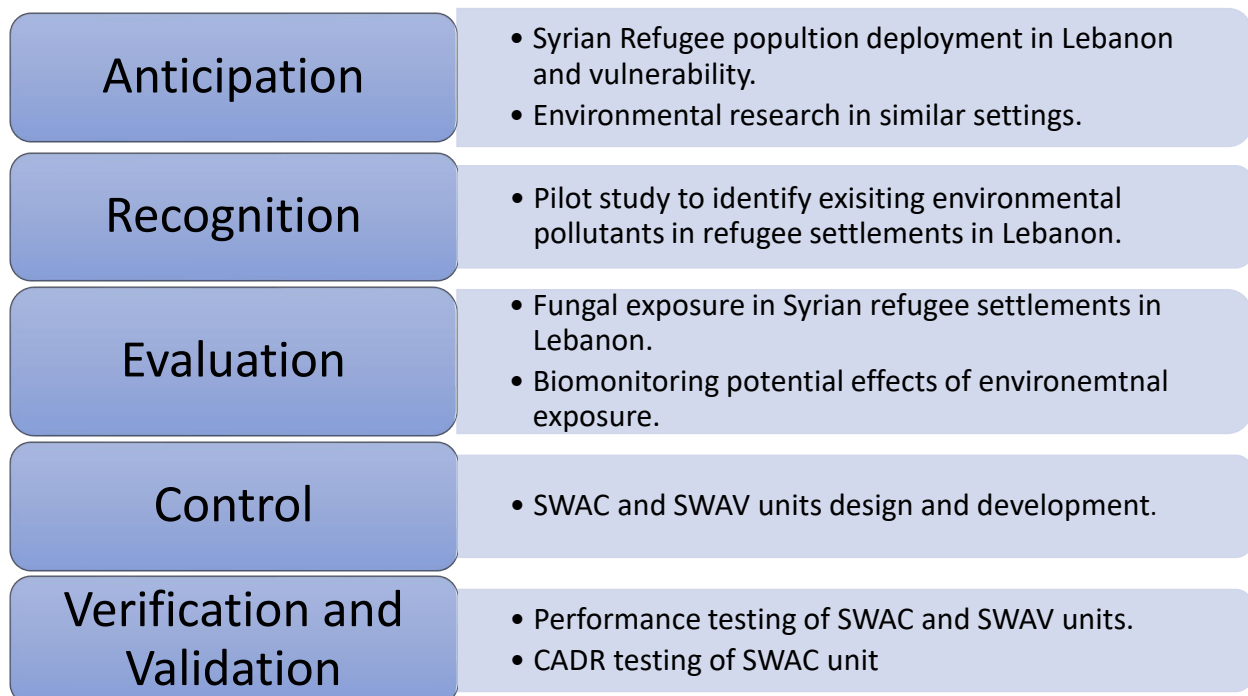 Anticipation
• Syrian Refugee popultion deployment in Lebanon
and vulnerability.
• Environmental research in similar settings.
Recognition
• Pilot study to identify exisiting environmental
pollutants in refugee settlements in Lebanon.
Evaluation
• Fungal exposure in Syrian refugee settlements in
Lebanon.
• Biomonitoring potential effects of environemtnal
exposure.
Control
• SWAC and SWAV units design and development.
Verification and
Validation
• Performance testing of SWAC and SWAV units.
• CADR testing of SWAC unit